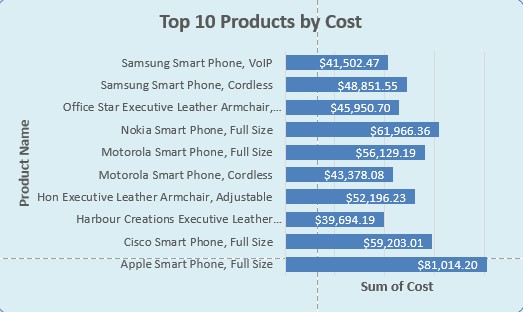 Top 10 Products by Cost
Samsung Smart Phone, VoIP $41,502.47
Samsung Smart Phone, Cordless $48,851.55
Office Star Executive Leather Armchair,... $45,950.70
Nokia Smart Phone, Full Size $61,966.36
Motorola Smart Phone, Full Size $56,129.19
Motorola Smart Phone, Cordless $43,378.08
Hon Executive Leather Armchair, Adjustable $52,196.23
Harbour Creations Executive Leather... $39,694.19
Cisco Smart Phone, Full Size $59,203.01
Apple Smart Phone, Full Size $81,014.20
Product Name
Sum of Cost